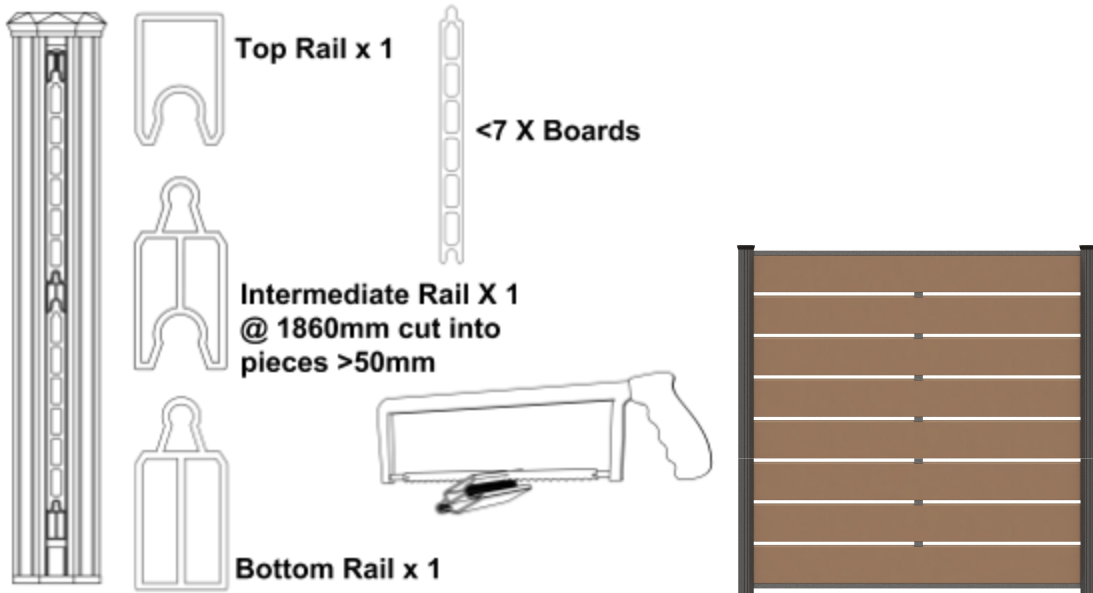 Top Rail x 1
<7 X Boards
Intermediate Rail X 1
@ 1860mm cut into
pieces >50mm
Bottom Rail x 1